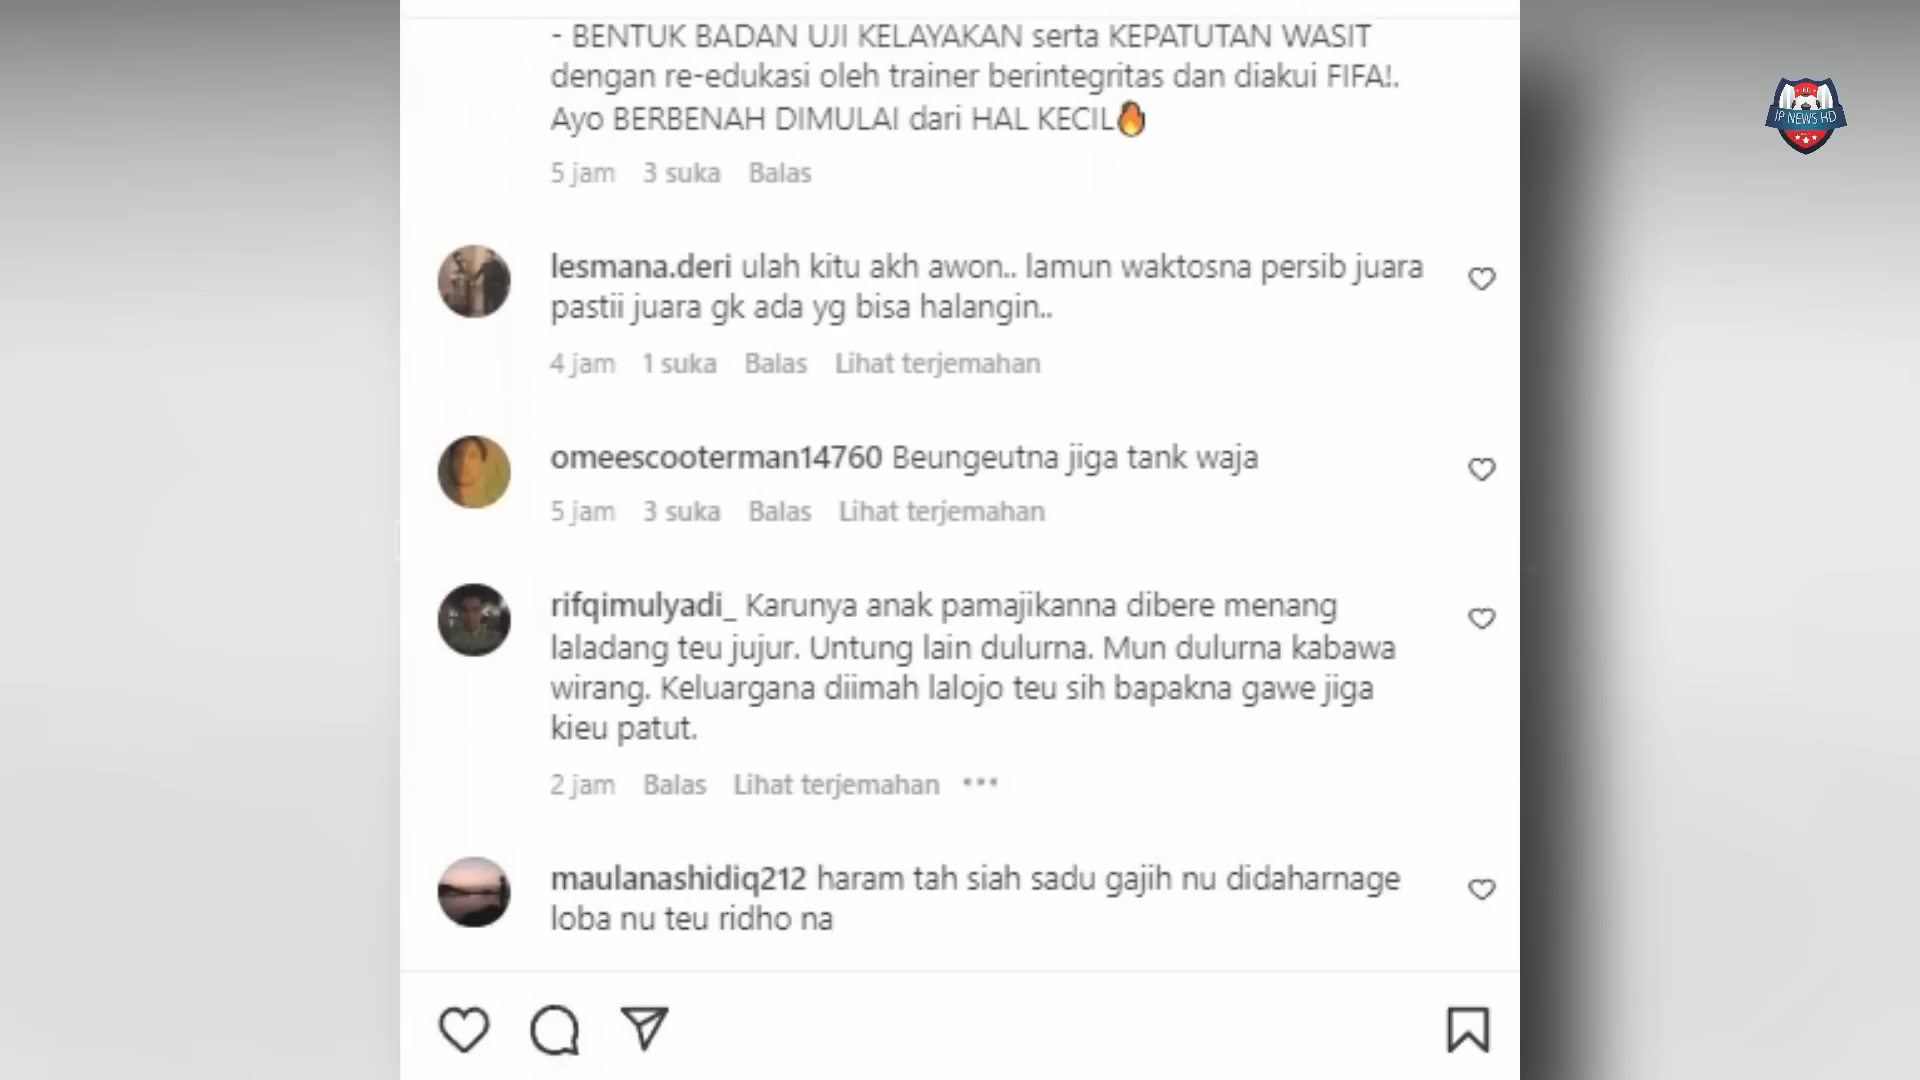 - BENTUK BADAN UJI KELAYAKAN serta KEPATUTAN WASIT
dengan re-edukasi oleh trainer berintegritas dan diakui FIFA!.
Ayo BERBENAH DIMULAI dari HAL KECIL🔥
5 jam 3 suka Balas
lesmana.deri ulah kitu akh awon.. lamun waktosna persib juara
pastii juara gk ada yg bisa halangin..
4 jam 1 suka Balas Lihat terjemahan
omeescooterman14760 Beungeutna jiga tank waja
5 jam 3 suka Balas Lihat terjemahan
rifqimulyadi_ Karunya anak pamajikanna dibere menang
laladang teu jujur. Untung lain dulurna. Mun dulurna kabawa
wirang. Keluargana diimah lalojo teu sih bapakna gawe jiga
kieu patut.
2 jam Balas Lihat terjemahan •••
maulanashidiq212 haram tah siah sadu gajih nu didaharnage
loba nu teu ridho na
IP NEWS HD